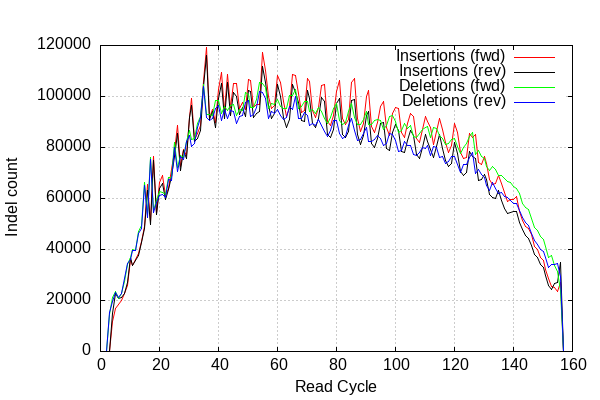 120000
100000
80000
60000
40000
20000
0
Indel count
Insertions (fwd)
Insertions (rev)
Deletions (fwd)
Deletions (rev)
0 20 40 60 80 100 120 140 160
Read Cycle